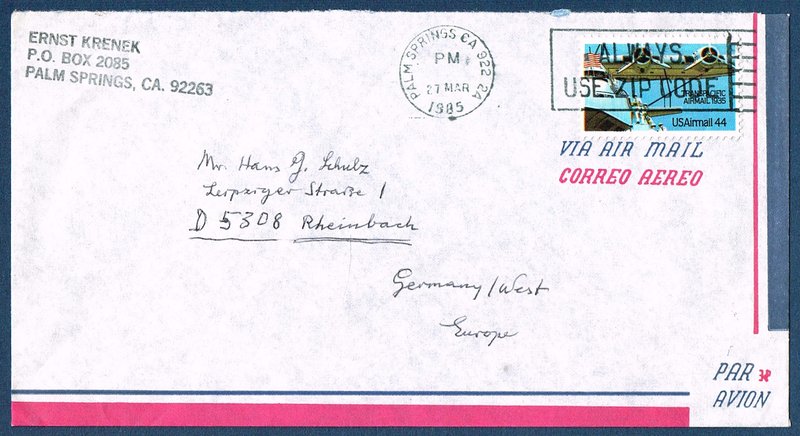 ERNST KRENEK
P.O. BOX 2085
PALM SPRINGS, CA. 92263
PALM SPRINGS CA 922 2A
PM
27 MAR
1985
ALWAYS
USE ZIP CODE
TRANSPACIFIC
AIRMAIL 1935
USAirmail 44
VIA AIR MAIL
CORREO AEREO
Mr. Hans G. Schulz
Leipziger Straße 1
D 5308 Rheinbach
Germany/West
Europe
PAR
AVION